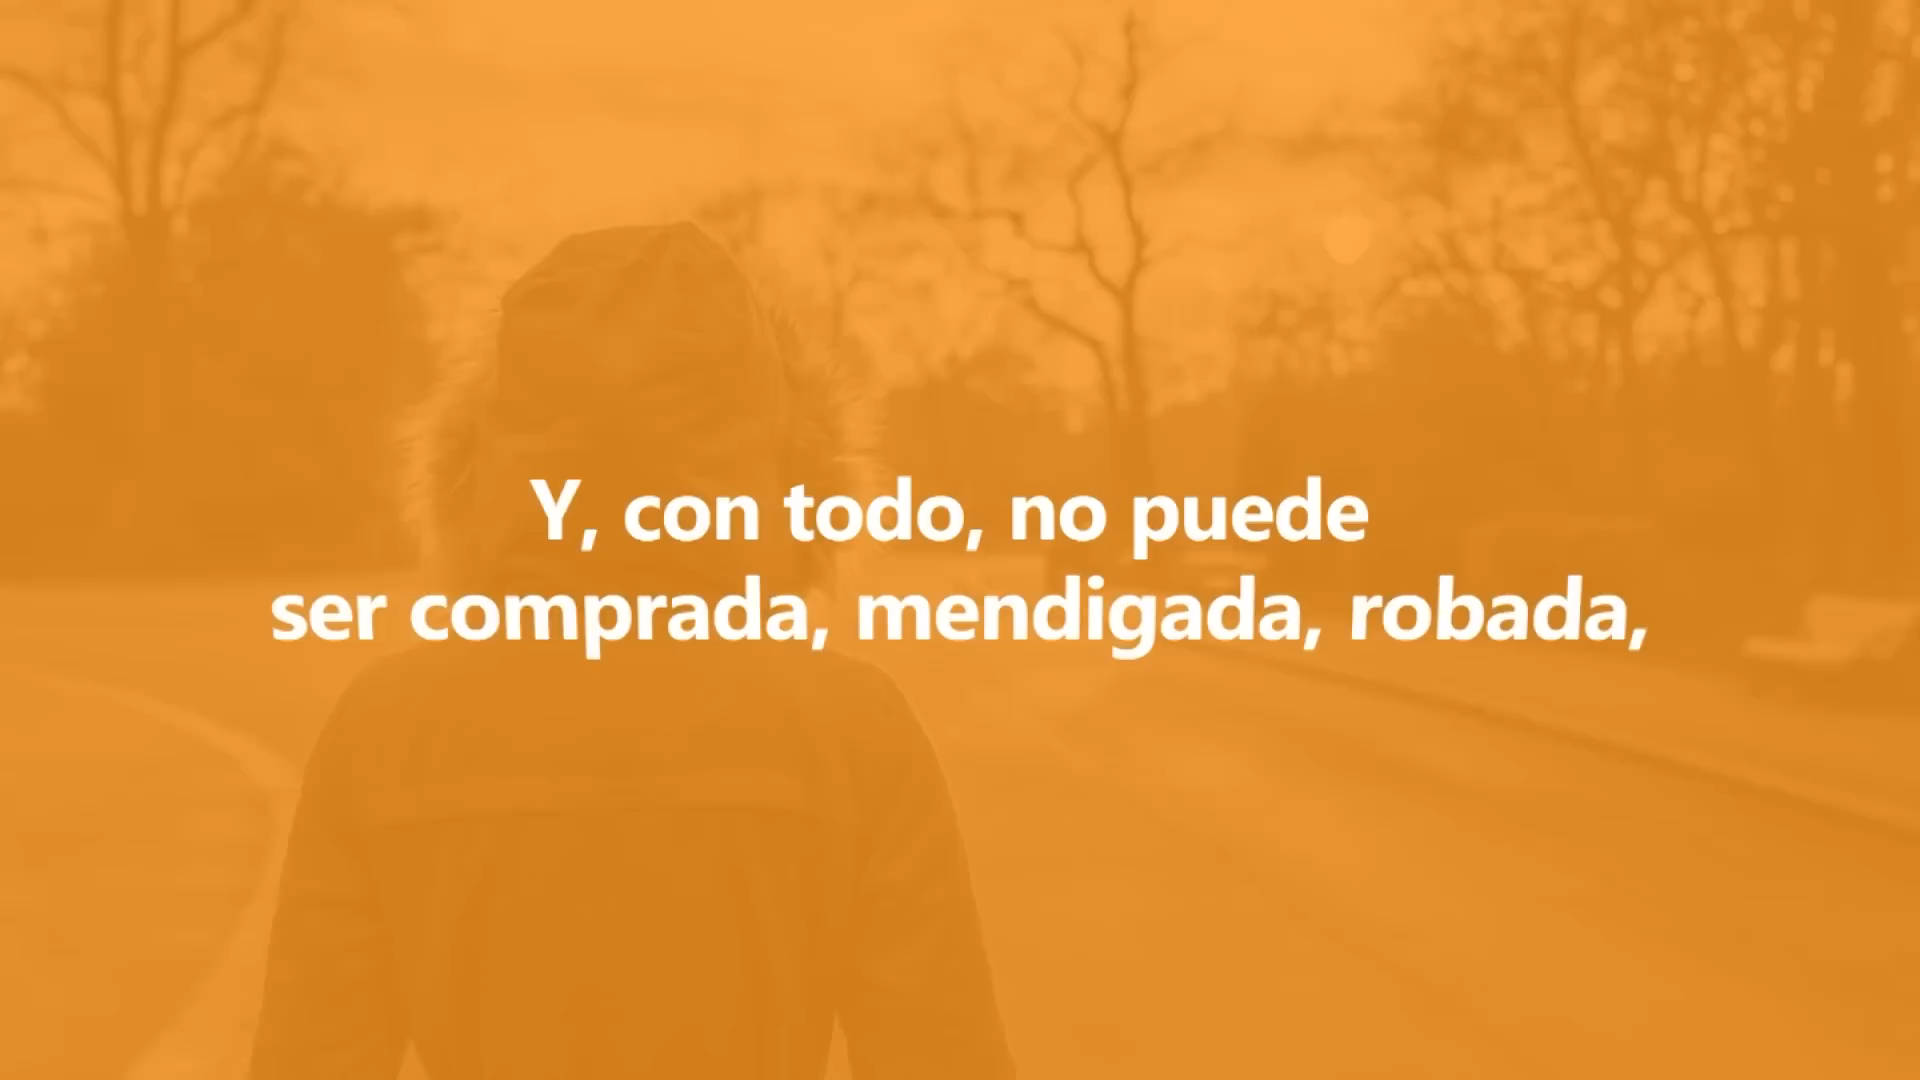 Y, con todo, no puede
ser comprada, mendigada, robada,